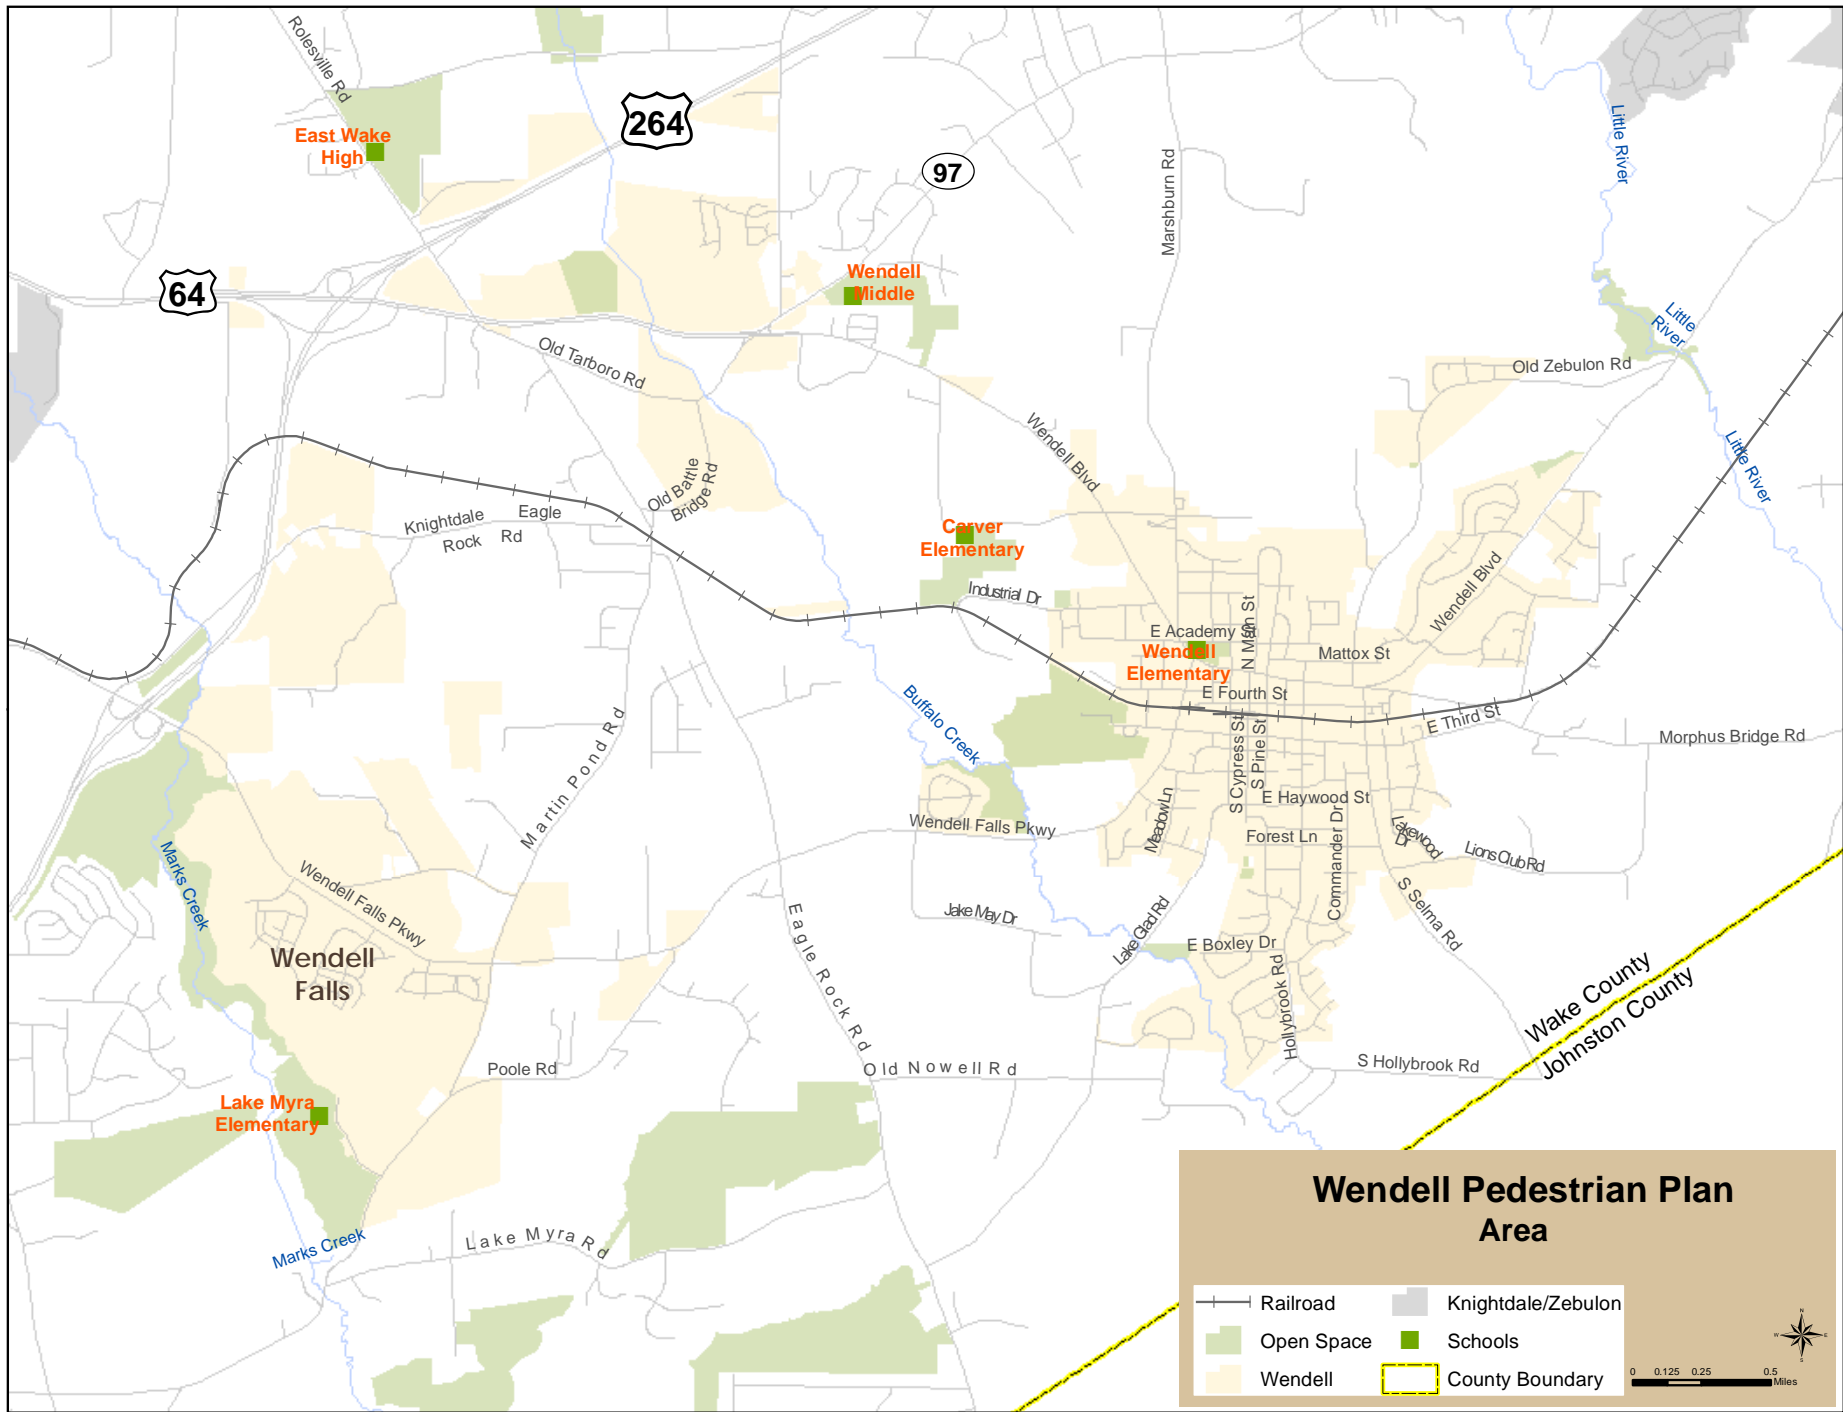 Rolesville Rd
East Wake
High
264
97
64
Wendell
Middle
Marshburn Rd
Little River
Little
River
Old Zebulon Rd
Old Tarboro Rd
Wendell Blvd
Little River
Old Battle
Bridge Rd
Knightdale
Eagle
Rock Rd
Carver
Elementary
Industrial Dr
Wendell Blvd
E Academy St
N Main St
Wendell
Elementary
Mattox St
E Fourth St
E Third St
Morphus Bridge Rd
Buffalo Creek
S Cypress St
S Pine St
Martin Pond Rd
Meadow Ln
E Haywood St
Wendell Falls Pkwy
Forest Ln
Commander Dr
Lakewood
Dr
Lions Club Rd
Marks Creek
Wendell Falls Pkwy
Jake May Dr
Lake Glad Rd
S Selma Rd
Eagle Rock Rd
E Boxley Dr
Hollybrook Rd
Wendell
Falls
Wake County
Johnston County
Poole Rd
Old Nowell Rd
S Hollybrook Rd
Lake Myra
Elementary
Marks Creek
Lake Myra Rd
Wendell Pedestrian Plan
Area
Railroad
Knightdale/Zebulon
Open Space
Schools
Wendell
County Boundary
N
W E
S
0 0.125 0.25 0.5
Miles